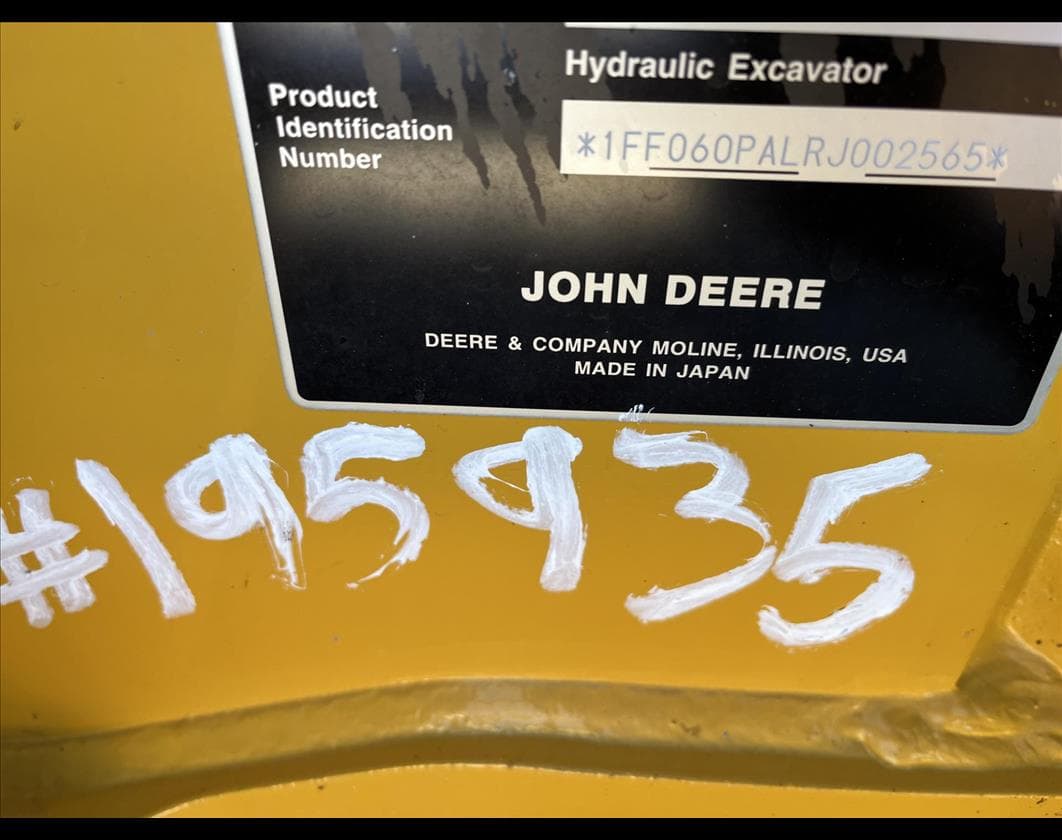 Hydraulic Excavator
Product
Identification
Number
*1FF060PALRJ002565*
JOHN DEERE
DEERE & COMPANY MOLINE, ILLINOIS, USA
MADE IN JAPAN
#195935